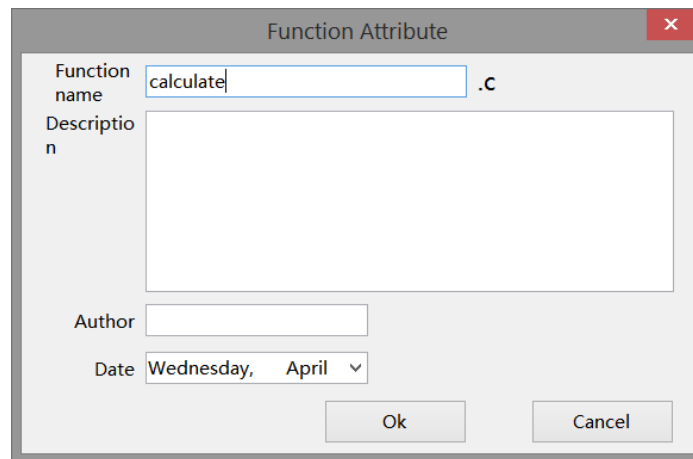 Function Attribute
Function
name
calculate
.c
Descriptio
n
Author
Date
Wednesday, April
Ok
Cancel